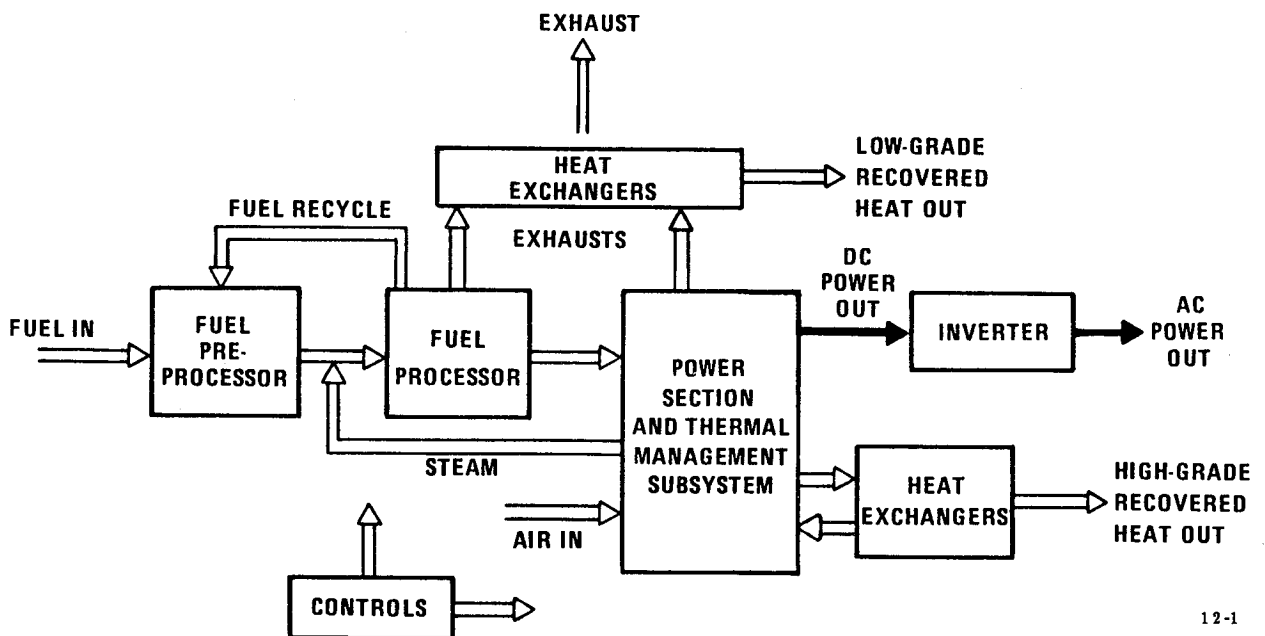 EXHAUST
HEAT
EXCHANGERS
LOW-GRADE
RECOVERED
HEAT OUT
FUEL RECYCLE
EXHAUSTS
DC
POWER
OUT
FUEL IN
FUEL
PRE-
PROCESSOR
FUEL
PROCESSOR
POWER
SECTION
AND THERMAL
MANAGEMENT
SUBSYSTEM
INVERTER
AC
POWER
OUT
STEAM
AIR IN
HEAT
EXCHANGERS
HIGH-GRADE
RECOVERED
HEAT OUT
CONTROLS
12-1